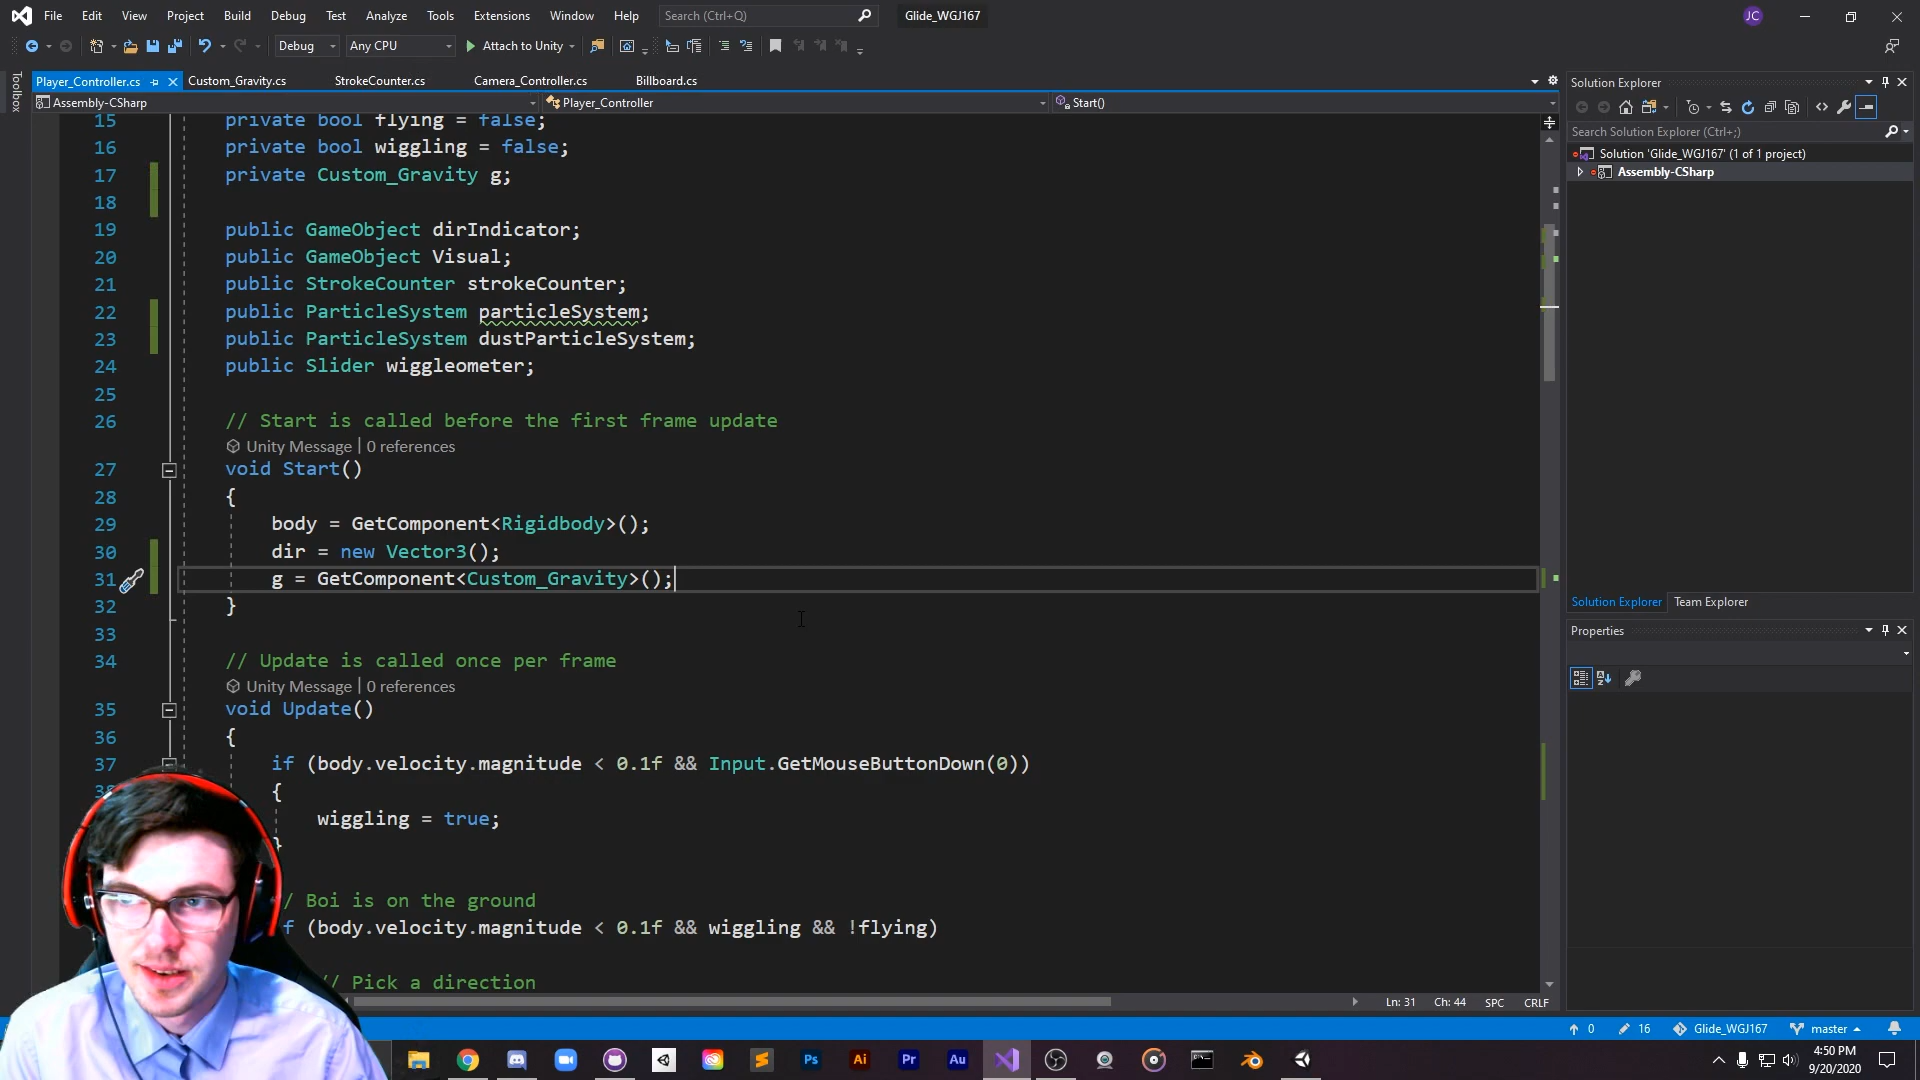 File Edit View Project Build Debug Test Analyze Tools Extensions Window Help Search (Ctrl+Q) Glide_WGJ167 JC
Debug Any CPU Attach to Unity
Toolbox
Player_Controller.cs Custom_Gravity.cs StrokeCounter.cs Camera_Controller.cs Billboard.cs
Assembly-CSharp Player_Controller Start()
15 private bool flying = false;
16 private bool wiggling = false;
17 private Custom_Gravity g;
18
19 public GameObject dirIndicator;
20 public GameObject Visual;
21 public StrokeCounter strokeCounter;
22 public ParticleSystem particleSystem;
23 public ParticleSystem dustParticleSystem;
24 public Slider wiggleometer;
25
26 // Start is called before the first frame update
Unity Message | 0 references
27 void Start()
28 {
29 body = GetComponent<Rigidbody>();
30 dir = new Vector3();
31 g = GetComponent<Custom_Gravity>();
32 }
33
34 // Update is called once per frame
Unity Message | 0 references
35 void Update()
36 {
37 if (body.velocity.magnitude < 0.1f && Input.GetMouseButtonDown(0))
38 {
wiggling = true;
}
/ Boi is on the ground
f (body.velocity.magnitude < 0.1f && wiggling && !flying)
// Pick a direction
Ln: 31 Ch: 44 SPC CRLF
Solution Explorer
Search Solution Explorer (Ctrl+;)
Solution 'Glide_WGJ167' (1 of 1 project)
Assembly-CSharp
Solution Explorer Team Explorer
Properties
0 16 Glide_WGJ167 master
Ps Ai Pr Au
4:50 PM
9/20/2020